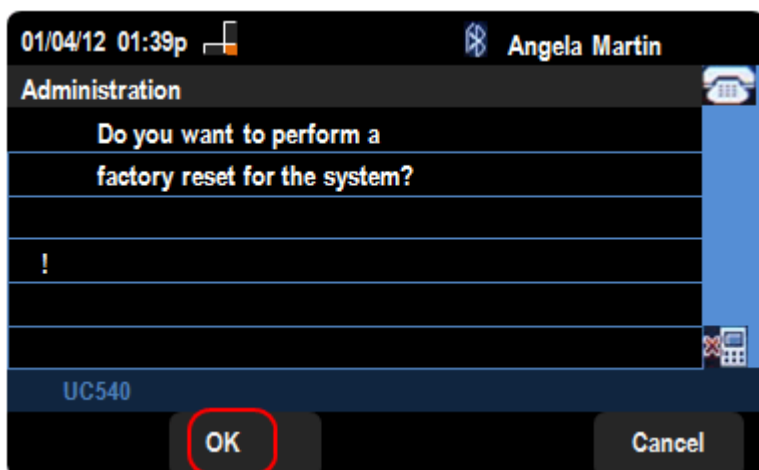 01/04/12 01:39p Angela Martin
Administration
Do you want to perform a
factory reset for the system?
!
UC540
OK Cancel